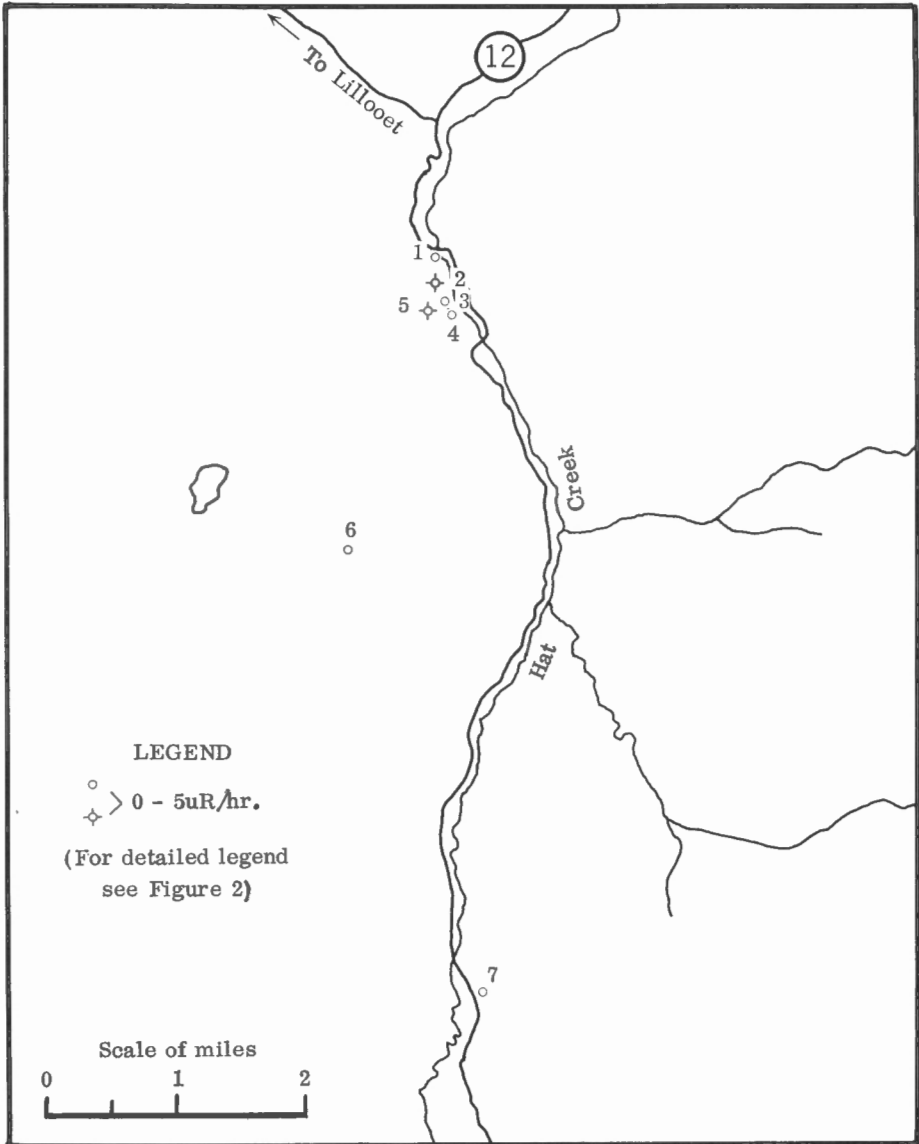 12
To Lillooet
1
2
3
5
4
Creek
6
Hat
LEGEND
0 - 5uR/hr.
(For detailed legend
see Figure 2)
7
Scale of miles
0 1 2